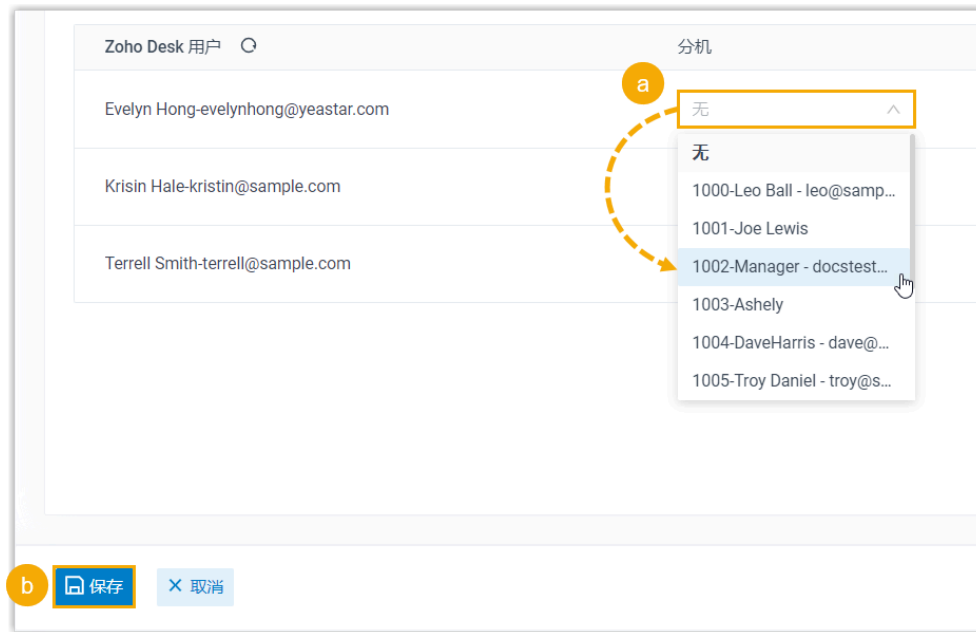 Zoho Desk 用户 分机
a
Evelyn Hong-evelynhong@yeastar.com 无
无
Krisin Hale-kristin@sample.com 1000-Leo Ball - leo@samp...
1001-Joe Lewis
Terrell Smith-terrell@sample.com 1002-Manager - docstest...
1003-Ashely
1004-DaveHarris - dave@...
1005-Troy Daniel - troy@s...
b 保存 取消